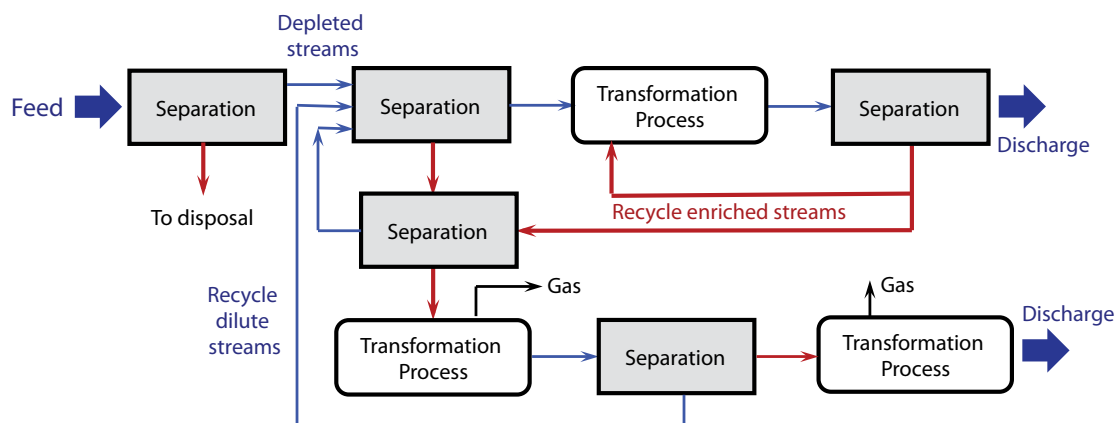 Depleted
streams
Feed
Separation
Separation
Transformation
Process
Separation
Discharge
To disposal
Separation
Recycle enriched streams
Recycle
dilute
streams
Gas
Gas
Discharge
Transformation
Process
Separation
Transformation
Process